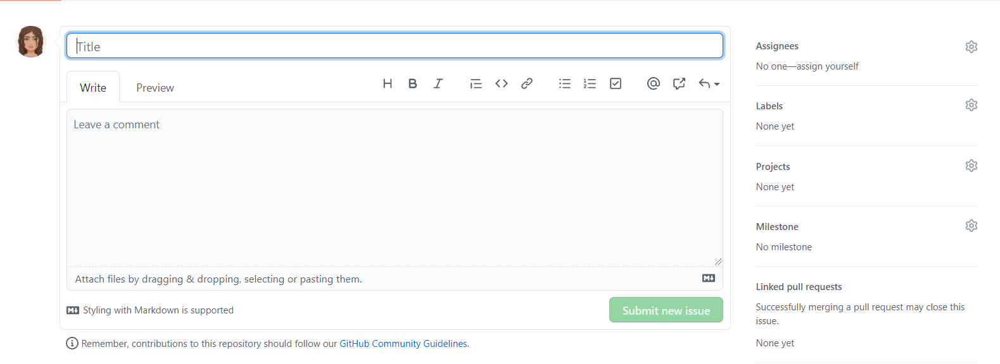 Title
Write
Preview
Leave a comment
Attach files by dragging & dropping, selecting or pasting them.
Styling with Markdown is supported
Submit new issue
Remember, contributions to this repository should follow our GitHub Community Guidelines.
Assignees
No one—assign yourself
Labels
None yet
Projects
None yet
Milestone
No milestone
Linked pull requests
Successfully merging a pull request may close this
issue.
None yet